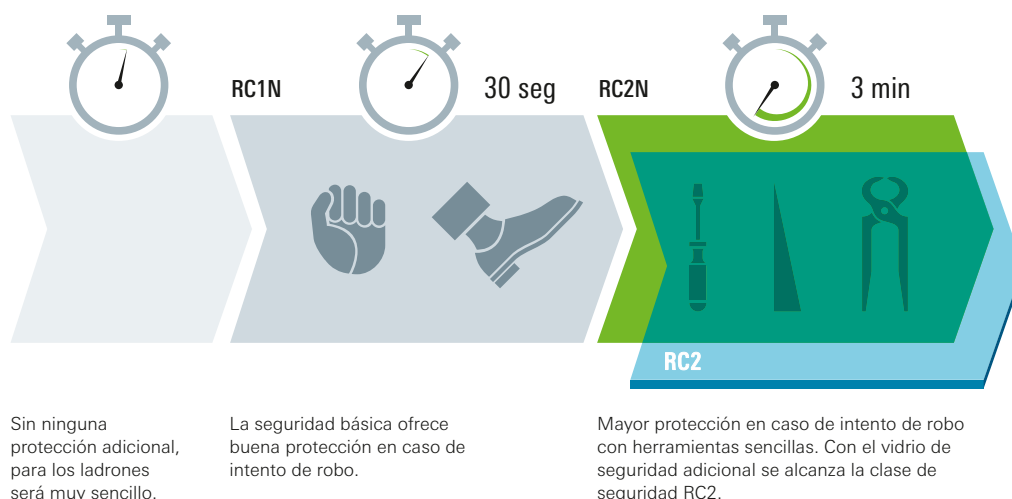 RC1N
30 seg
RC2N
3 min
RC2
Sin ninguna
protección adicional,
para los ladrones
será muy sencillo.
La seguridad básica ofrece
buena protección en caso de
intento de robo.
Mayor protección en caso de intento de robo
con herramientas sencillas. Con el vidrio de
seguridad adicional se alcanza la clase de
seguridad RC2.